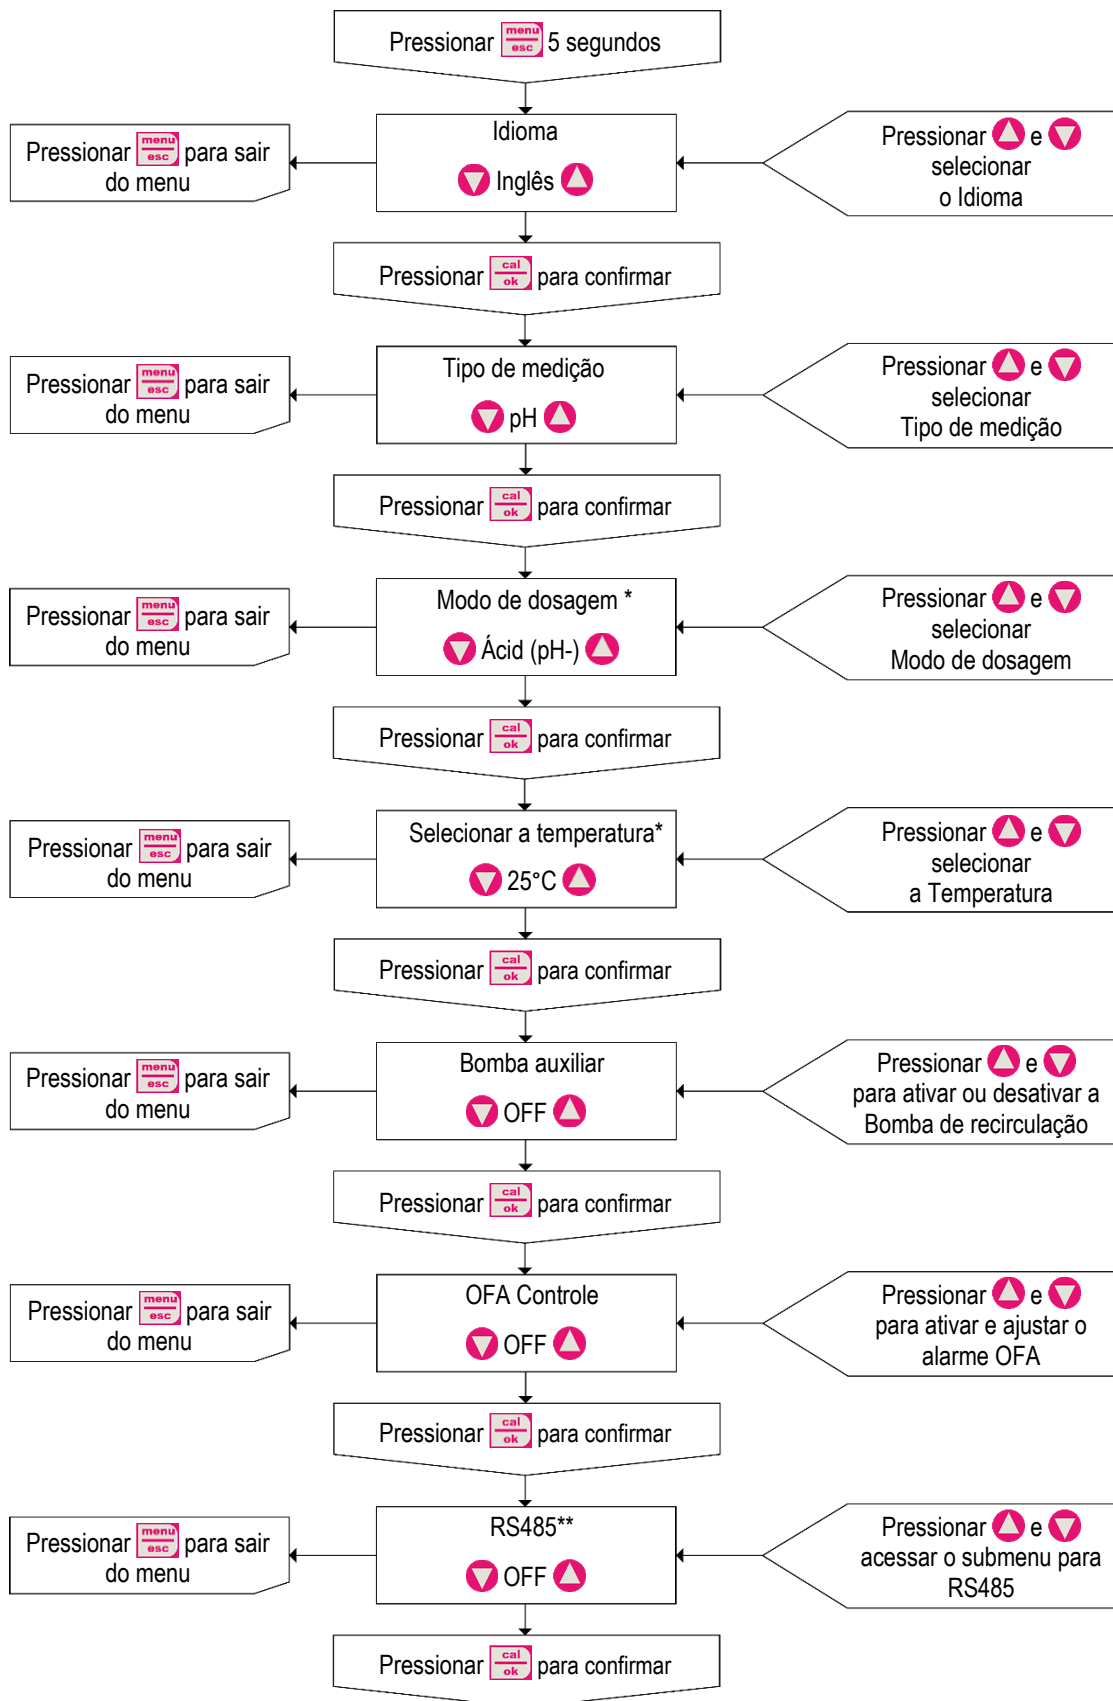 Pressionar menu esc 5 segundos
Idioma
Inglês
Pressionar menu esc para sair
do menu
Pressionar e
selecionar
o Idioma
Pressionar cal ok para confirmar
Tipo de medição
pH
Pressionar menu esc para sair
do menu
Pressionar e
selecionar
Tipo de medição
Pressionar cal ok para confirmar
Modo de dosagem *
Ácid (pH-)
Pressionar menu esc para sair
do menu
Pressionar e
selecionar
Modo de dosagem
Pressionar cal ok para confirmar
Selecionar a temperatura*
25°C
Pressionar menu esc para sair
do menu
Pressionar e
selecionar
a Temperatura
Pressionar cal ok para confirmar
Bomba auxiliar
OFF
Pressionar menu esc para sair
do menu
Pressionar e
para ativar ou desativar a
Bomba de recirculação
Pressionar cal ok para confirmar
OFA Controle
OFF
Pressionar menu esc para sair
do menu
Pressionar e
para ativar e ajustar o
alarme OFA
Pressionar cal ok para confirmar
RS485**
OFF
Pressionar menu esc para sair
do menu
Pressionar e
acessar o submenu para
RS485
Pressionar cal ok para confirmar